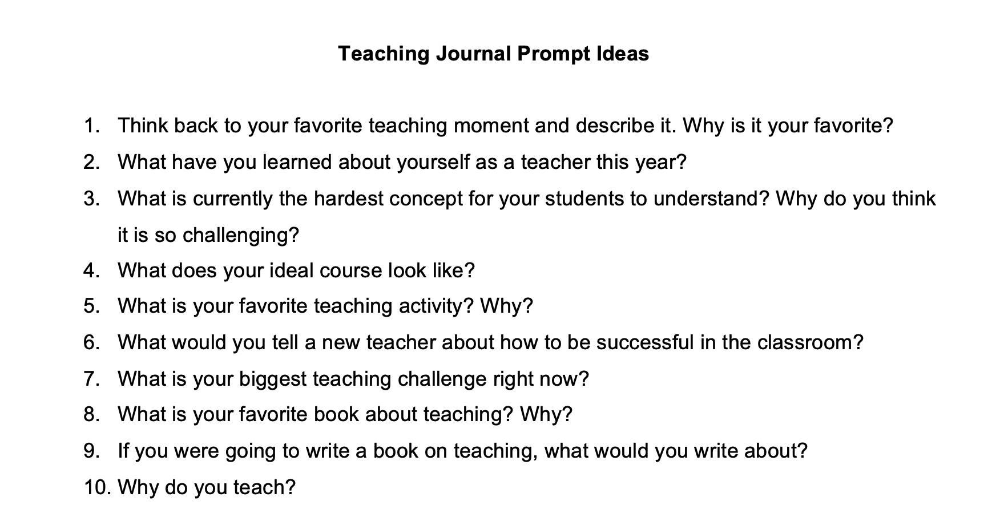 Teaching Journal Prompt Ideas
1. Think back to your favorite teaching moment and describe it. Why is it your favorite?
2. What have you learned about yourself as a teacher this year?
3. What is currently the hardest concept for your students to understand? Why do you think
it is so challenging?
4. What does your ideal course look like?
5. What is your favorite teaching activity? Why?
6. What would you tell a new teacher about how to be successful in the classroom?
7. What is your biggest teaching challenge right now?
8. What is your favorite book about teaching? Why?
9. If you were going to write a book on teaching, what would you write about?
10. Why do you teach?